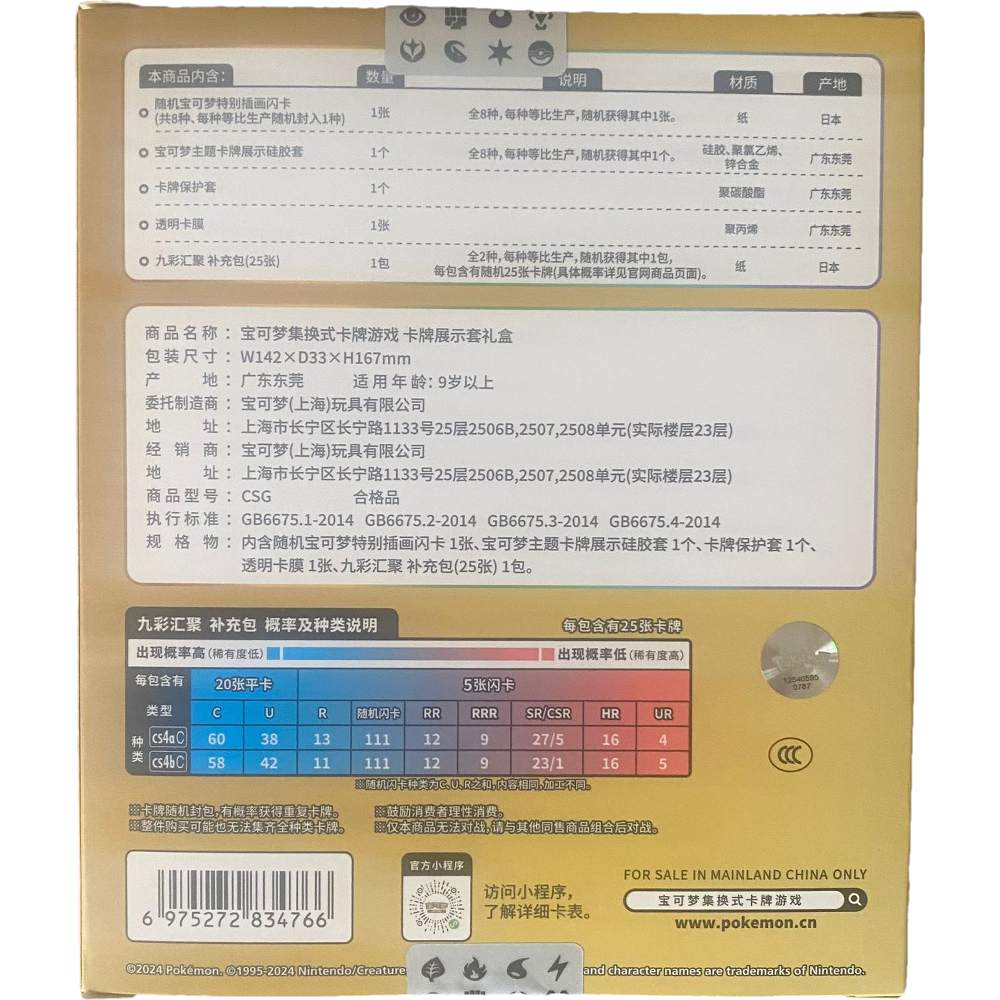 本商品内含： 数量 说明 材质 产地
随机宝可梦特别插画闪卡
(共8种、每种等比生产随机封入1种) 1张 全8种，每种等比生产，随机获得其中1张。 纸 日本
宝可梦主题卡牌展示硅胶套 1个 全8种，每种等比生产，随机获得其中1个。 硅胶、聚氯乙烯、
锌合金 广东东莞
卡牌保护套 1个 聚碳酸酯 广东东莞
透明卡膜 1张 聚丙烯 广东东莞
九彩汇聚 补充包(25张) 1包 全2种，每种等比生产，随机获得其中1包， 纸 日本
每包含有随机25张卡牌(具体概率详见官网商品页面)。
商品名称：宝可梦集换式卡牌游戏 卡牌展示套礼盒
包装尺寸：W142×D33×H167mm
产地：广东东莞 适用年龄：9岁以上
委托制造商：宝可梦(上海)玩具有限公司
地址：上海市长宁区长宁路1133号25层2506B,2507,2508单元(实际楼层23层)
经销商：宝可梦(上海)玩具有限公司
地址：上海市长宁区长宁路1133号25层2506B,2507,2508单元(实际楼层23层)
商品型号：CSG 合格品
执行标准：GB6675.1-2014 GB6675.2-2014 GB6675.3-2014 GB6675.4-2014
规格物：内含随机宝可梦特别插画闪卡 1张、宝可梦主题卡牌展示硅胶套 1个、卡牌保护套 1个、
透明卡膜 1张、九彩汇聚 补充包(25张) 1包。
九彩汇聚 补充包 概率及种类说明 每包含有25张卡牌
出现概率高(稀有度低) 出现概率低(稀有度高)
每包含有 20张平卡 5张闪卡
类型 C U R 随机闪卡 RR RRR SR/CSR HR UR
种类 cs4aC 60 38 13 111 12 9 27/5 16 4
cs4bC 58 42 11 111 12 9 23/1 16 5
※随机闪卡种类为C、U、R之和，内容相同，加工不同。
12540595
0787
※卡牌随机封包，有概率获得重复卡牌。 ※鼓励消费者理性消费。
※整件购买可能也无法集齐全种类卡牌。 ※仅本商品无法对战，请与其他同售商品组合后对战。
6 975272 834766
官方小程序
访问小程序，
了解详细卡表。
FOR SALE IN MAINLAND CHINA ONLY
宝可梦集换式卡牌游戏
www.pokemon.cn
©2024 Pokémon. ©1995-2024 Nintendo/Creature and character names are trademarks of Nintendo.